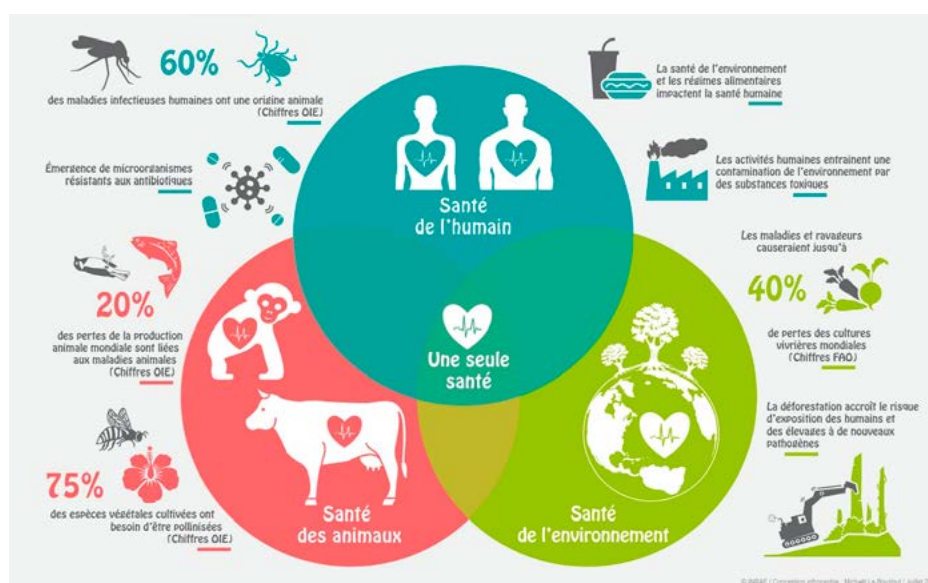 60%
des maladies infectieuses humaines ont une origine animale
(Chiffres OIE)
Émergence de microorganismes
résistants aux antibiotiques
20%
des pertes de la production
animale mondiale sont liées
aux maladies animales
(Chiffres OIE)
75%
des espèces végétales cultivées ont
besoin d'être pollinisées
(Chiffres OIE)
Santé
de l'humain
Une seule
santé
Santé
des animaux
Santé
de l'environnement
La santé de l'environnement
et les régimes alimentaires
impactent la santé humaine
Les activités humaines entrainent une
contamination de l'environnement par
des substances toxiques
Les maladies et ravageurs
causeraient jusqu'à
40%
de pertes des cultures
vivrières mondiales
(Chiffres FAO)
La déforestation accroît le risque
d'exposition des humains et
des élevages à de nouveaux
pathogènes